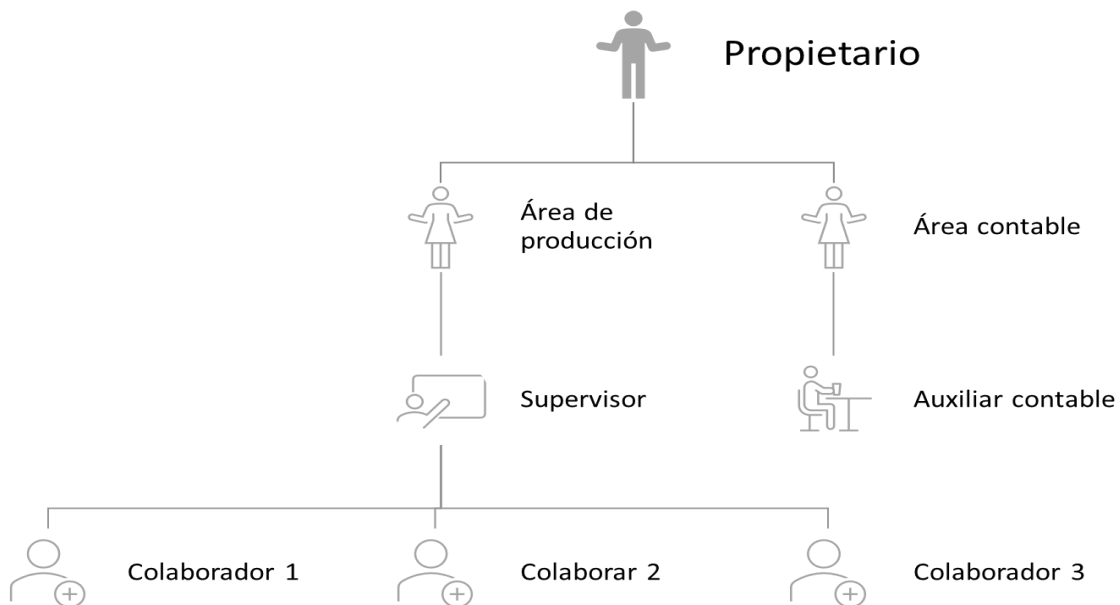 Propietario
Área de
producción
Área contable
Supervisor
Auxiliar contable
Colaborador 1
Colaborar 2
Colaborador 3